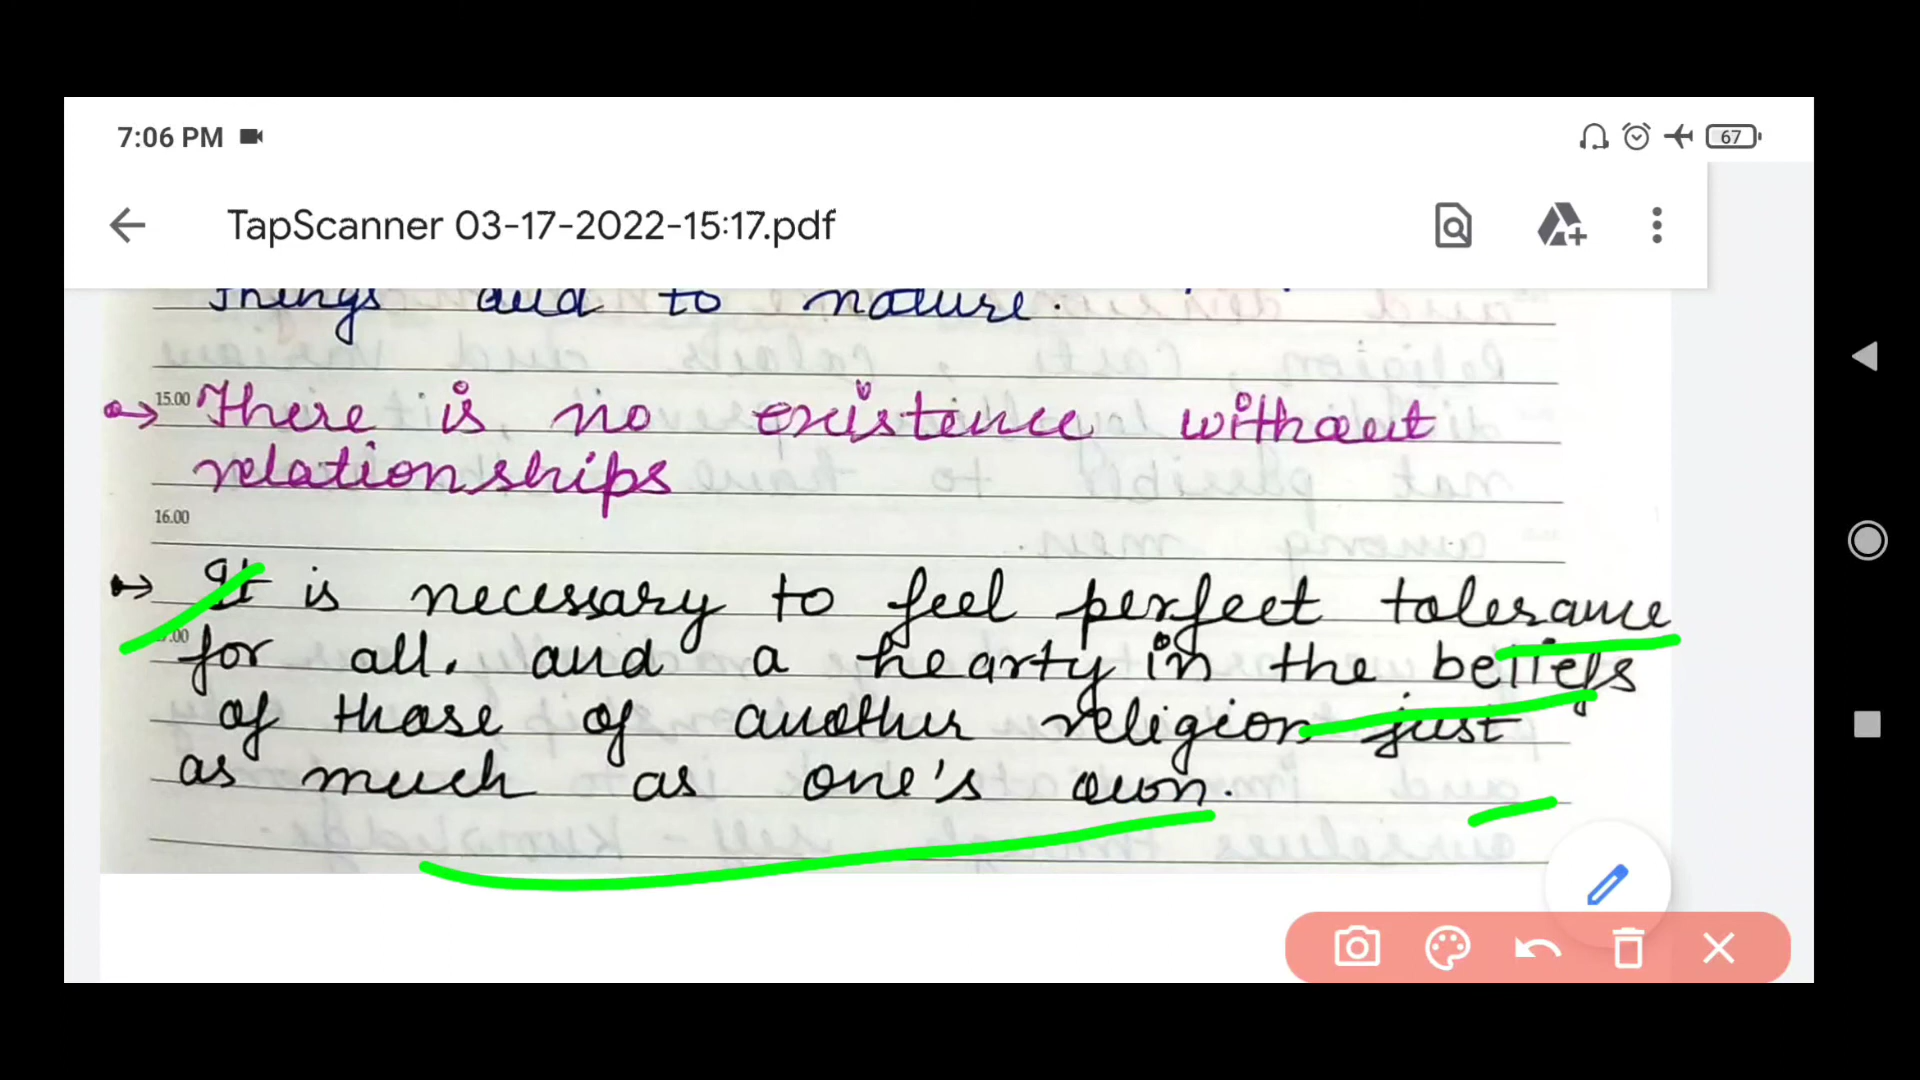 7:06 PM
67
TapScanner 03-17-2022-15:17.pdf
things and to nature.
15.00 There is no existence without
relationships
16.00
It is necessary to feel perfect tolerance
for all. and a hearty in the beliefs
of those of another religion just
as much as one's own.